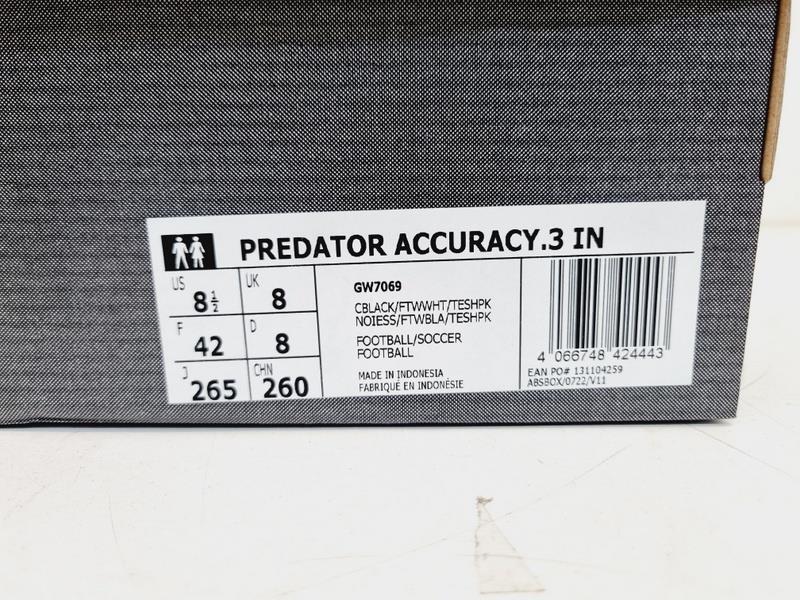 PREDATOR ACCURACY.3 IN
US 8½ UK 8
F 42 D 8
J 265 CHN 260
GW7069
CBLACK/FTWWHT/TESHPK
NOIESS/FTWBLA/TESHPK
FOOTBALL/SOCCER
FOOTBALL
MADE IN INDONESIA
FABRIQUÉ EN INDONÉSIE
4 066748 424443
EAN PO# 131104259
ABSBOX/0722/V11